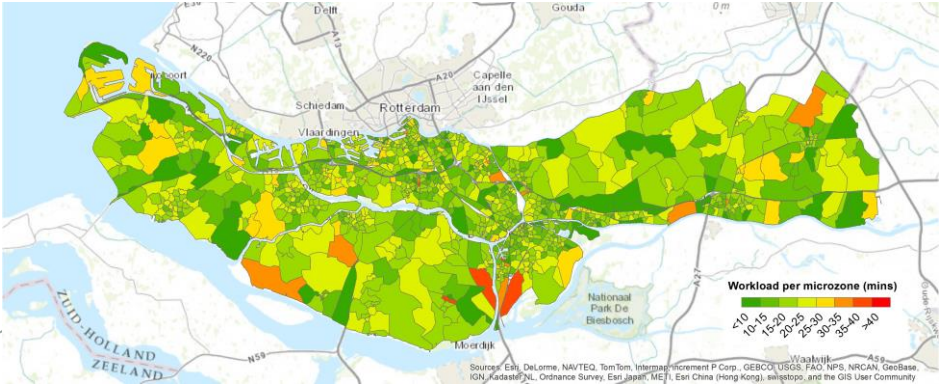 Delft
Gouda
0 m
A13
N220
A20
Capelle
aan den
IJssel
Schiedam
Rotterdam
Vlaardingen
A27
Workload per microzone (mins)
<10
10-15
15-20
20-25
25-30
30-35
35-40
>40
Nationaal
Park De
Biesbosch
ZUID-HOLLAND
ZEELAND
N59
Moerdijk
Waalwijk
A59
Sources: Esri, DeLorme, NAVTEQ, TomTom, Intermap, increment P Corp., GEBCO, USGS, FAO, NPS, NRCAN, GeoBase,
IGN, Kadaster NL, Ordnance Survey, Esri Japan, METI, Esri China (Hong Kong), swisstopo, and the GIS User Community